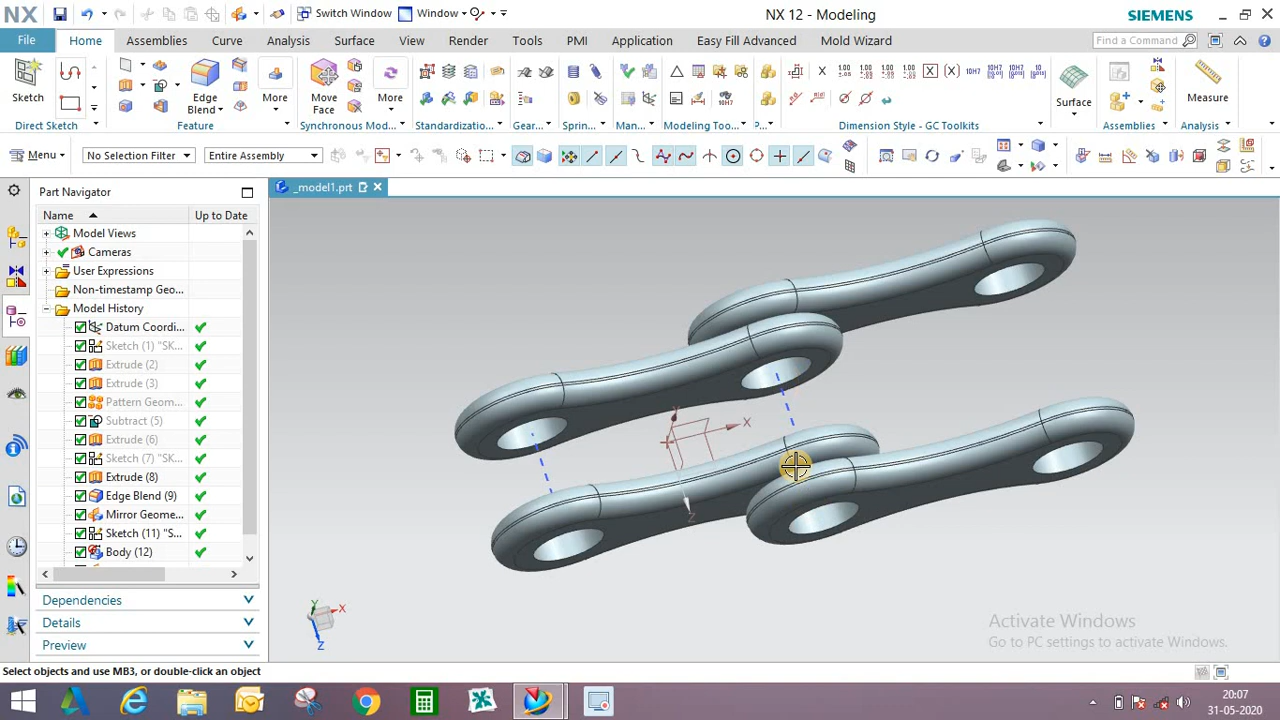 NX Switch Window Window NX 12 - Modeling SIEMENS
File Home Assemblies Curve Analysis Surface View Render Tools PMI Application Easy Fill Advanced Mold Wizard Find a Command
Sketch Edge Blend More Move Face More Surface Measure
Direct Sketch Feature Synchronous Mod... Standardization... Gear... Sprin... Man... Modeling Too... P... Dimension Style - GC Toolkits Assemblies Analysis
Menu No Selection Filter Entire Assembly
Part Navigator _model1.prt
Name Up to Date
Model Views
Cameras
User Expressions
Non-timestamp Geo...
Model History
Datum Coordi...
Sketch (1) "SK...
Extrude (2)
Extrude (3)
Pattern Geom...
Subtract (5)
Extrude (6)
Sketch (7) "SK...
Extrude (8)
Edge Blend (9)
Mirror Geome...
Sketch (11) "S...
Body (12)
Dependencies
Details
Preview
X
Z
Y
X
Z
Activate Windows
Go to PC settings to activate Windows.
Select objects and use MB3, or double-click an object
20:07
31-05-2020